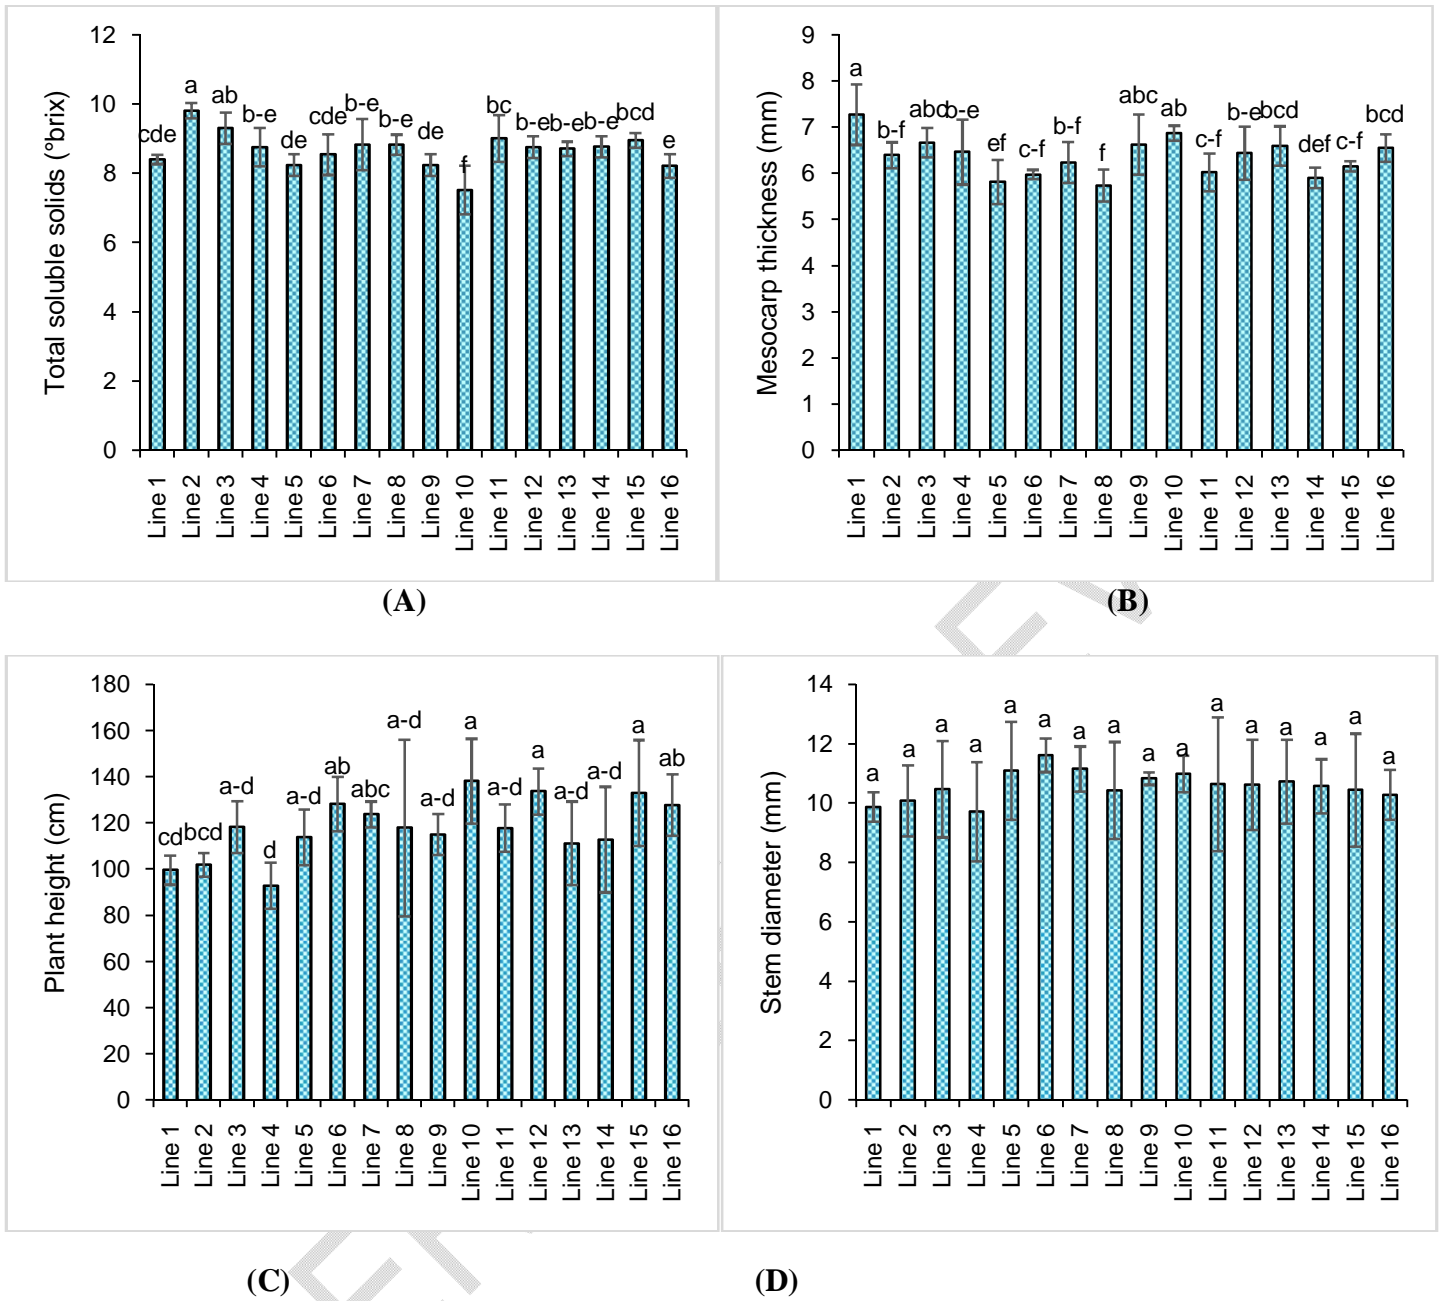 12
10
8
6
4
2
0
Total soluble solids (°brix)
cde a ab b-e de cde b-e b-e de f bc b-e b-e b-e bcd e
Line 1 Line 2 Line 3 Line 4 Line 5 Line 6 Line 7 Line 8 Line 9 Line 10 Line 11 Line 12 Line 13 Line 14 Line 15 Line 16
(A)
9
8
7
6
5
4
3
2
1
0
Mesocarp thickness (mm)
a b-f abd b-e ef c-f b-f f abc ab c-f b-e bcd def c-f bcd
Line 1 Line 2 Line 3 Line 4 Line 5 Line 6 Line 7 Line 8 Line 9 Line 10 Line 11 Line 12 Line 13 Line 14 Line 15 Line 16
(B)
180
160
140
120
100
80
60
40
20
0
Plant height (cm)
cd bcd a-d d a-d ab abc a-d a-d a a-d a a-d a-d a ab
Line 1 Line 2 Line 3 Line 4 Line 5 Line 6 Line 7 Line 8 Line 9 Line 10 Line 11 Line 12 Line 13 Line 14 Line 15 Line 16
(C)
14
12
10
8
6
4
2
0
Stem diameter (mm)
a a a a a a a a a a a a a a a a
Line 1 Line 2 Line 3 Line 4 Line 5 Line 6 Line 7 Line 8 Line 9 Line 10 Line 11 Line 12 Line 13 Line 14 Line 15 Line 16
(D)